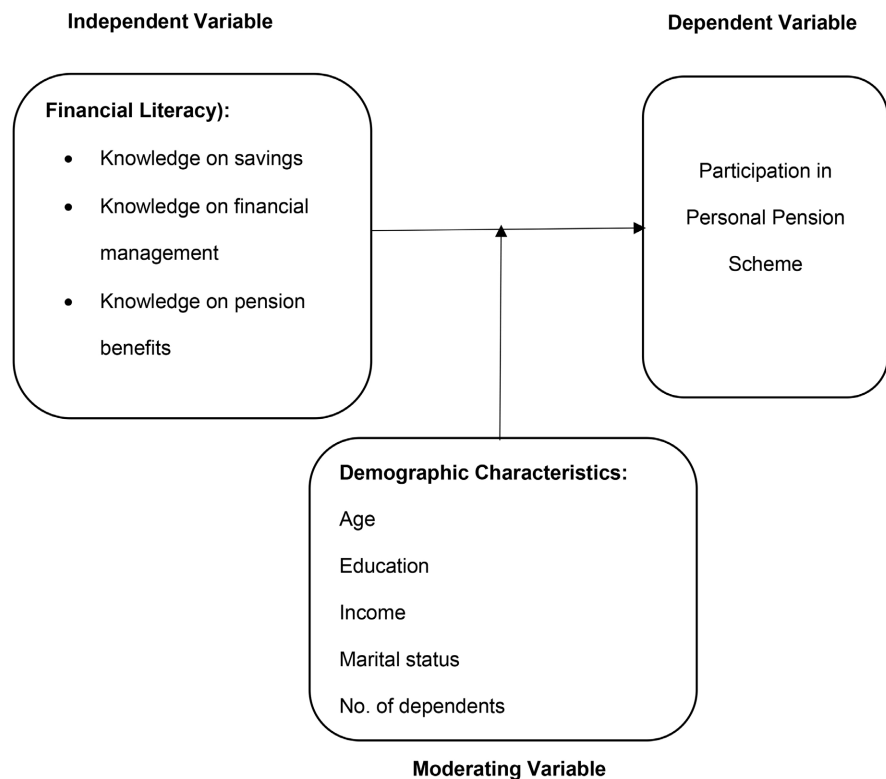 Independent Variable
Dependent Variable
Financial Literacy):
• Knowledge on savings
• Knowledge on financial
management
• Knowledge on pension
benefits
Participation in
Personal Pension
Scheme
Demographic Characteristics:
Age
Education
Income
Marital status
No. of dependents
Moderating Variable